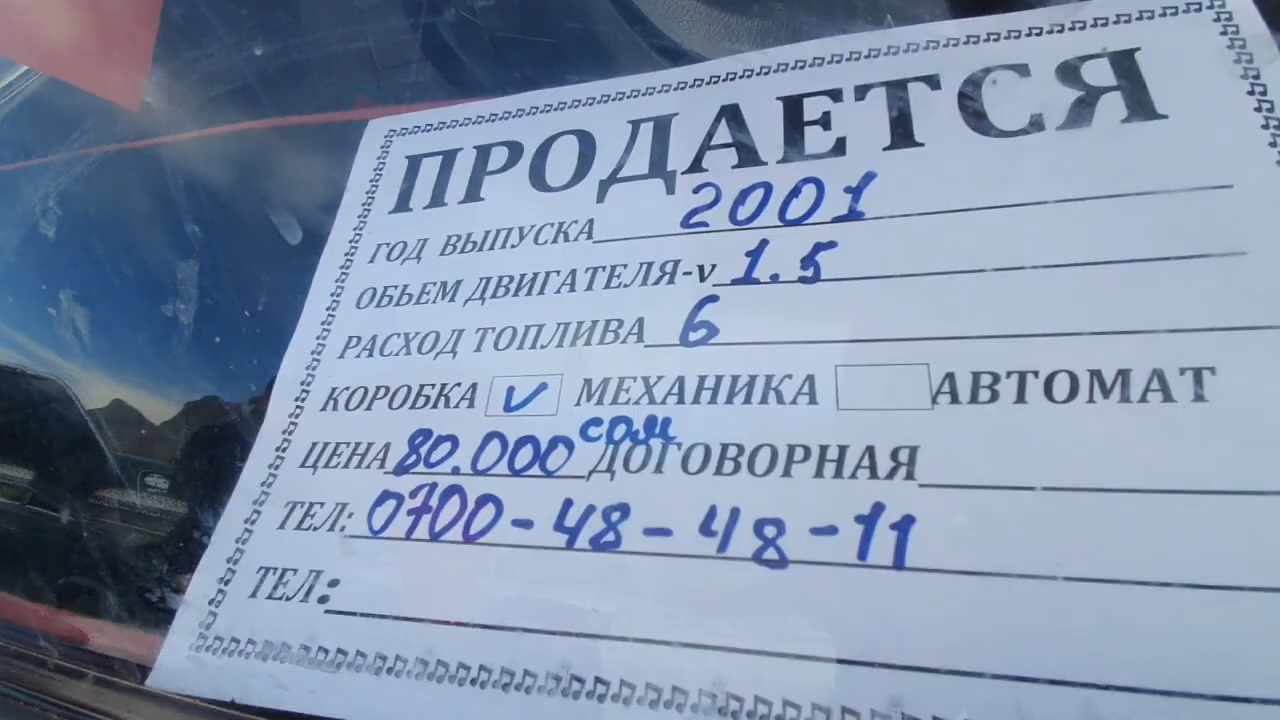 ПРОДАЕТСЯ
ГОД ВЫПУСКА 2001
ОБЬЕМ ДВИГАТЕЛЯ-v 1.5
РАСХОД ТОПЛИВА 6
КОРОБКА V МЕХАНИКА АВТОМАТ
ЦЕНА 80.000 сом ДОГОВОРНАЯ
ТЕЛ: 0700-48-48-11
ТЕЛ: